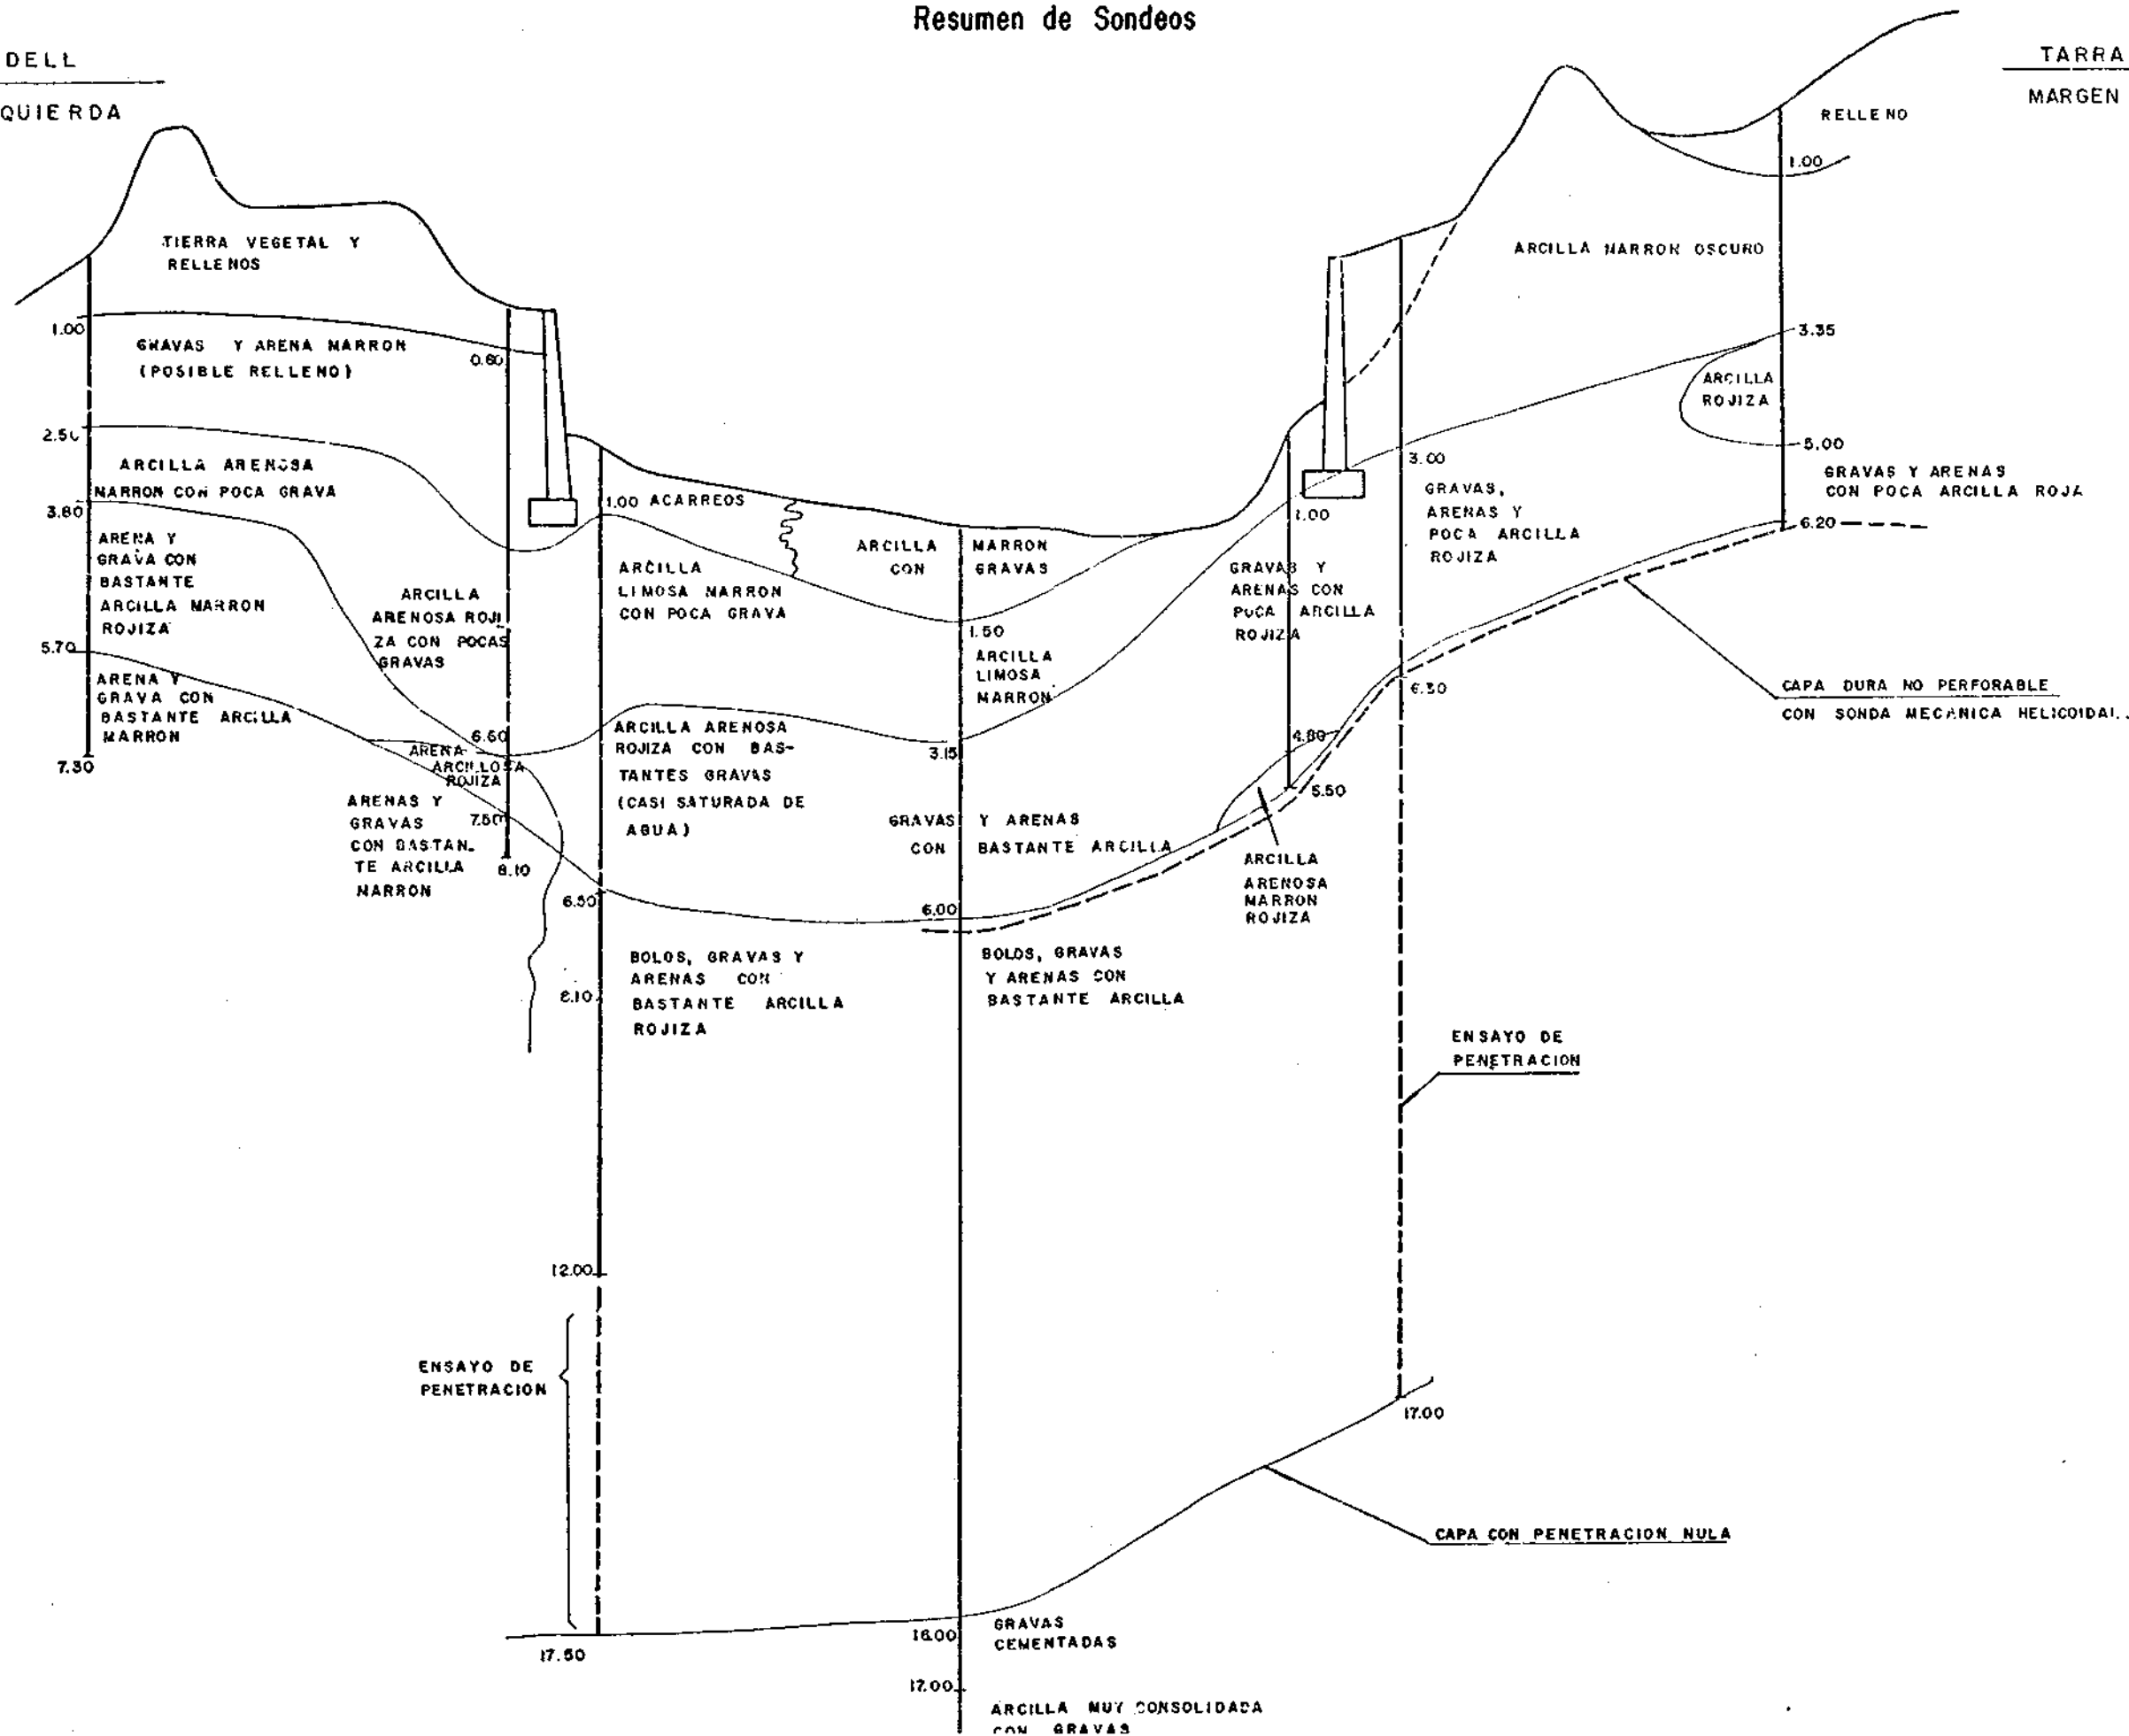 Resumen de Sondeos
DELL
QUIERDA
TARRA
MARGEN
RELLENO
1.00
TIERRA VEGETAL Y
RELLENOS
ARCILLA MARRON OSCURO
1.00
GRAVAS Y ARENA MARRON
(POSIBLE RELLENO)
0.60
3.35
ARCILLA
ROJIZA
2.50
5.00
ARCILLA ARENOSA
MARRON CON POCA GRAVA
3.80
1.00 ACARREOS
3.00
1.00
GRAVAS Y ARENAS
CON POCA ARCILLA ROJA
6.20
GRAVAS,
ARENAS Y
POCA ARCILLA
ROJIZA
ARENA Y
GRAVA CON
BASTANTE
ARCILLA MARRON
ROJIZA
ARCILLA
ARENOSA ROJI
ZA CON POCAS
GRAVAS
ARCILLA
LIMOSA MARRON
CON POCA GRAVA
ARCILLA MARRON
CON GRAVAS
GRAVAS Y
ARENAS CON
POCA ARCILLA
ROJIZA
1.50
ARCILLA
LIMOSA
MARRON
5.70
ARENA Y
GRAVA CON
BASTANTE ARCILLA
MARRON
7.30
6.30
CAPA DURA NO PERFORABLE
CON SONDA MECANICA HELICOIDAL.
6.60
ARENA
ARCILLOSA
ROJIZA
ARCILLA ARENOSA
ROJIZA CON BAS-
TANTES GRAVAS
(CASI SATURADA DE
AGUA)
3.15
4.80
5.50
ARENAS Y
GRAVAS
CON BASTAN-
TE ARCILLA
MARRON
7.50
8.10
GRAVAS Y ARENAS
CON BASTANTE ARCILLA
ARCILLA
ARENOSA
MARRON
ROJIZA
6.00
BOLOS, GRAVAS Y
ARENAS CON
BASTANTE ARCILLA
ROJIZA
8.10
BOLOS, GRAVAS
Y ARENAS CON
BASTANTE ARCILLA
ENSAYO DE
PENETRACION
12.00
ENSAYO DE
PENETRACION
17.00
CAPA CON PENETRACION NULA
17.50
16.00
GRAVAS
CEMENTADAS
17.00
ARCILLA MUY CONSOLIDADA
CON GRAVAS